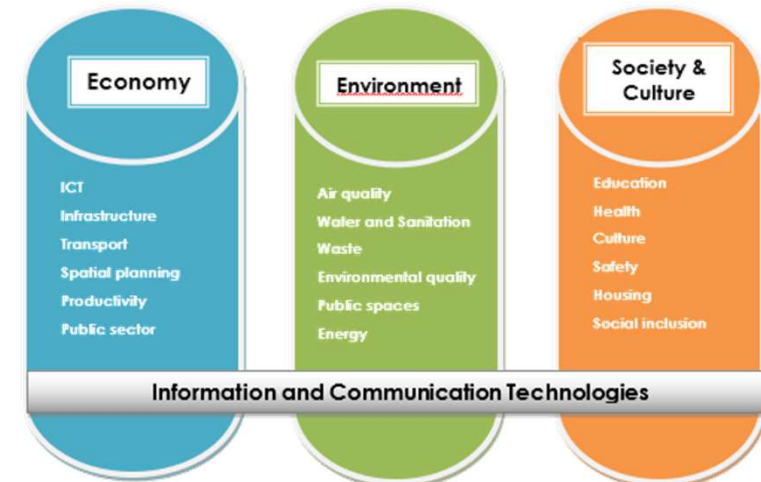 Economy
ICT
Infrastructure
Transport
Spatial planning
Productivity
Public sector
Environment
Air quality
Water and Sanitation
Waste
Environmental quality
Public spaces
Energy
Society &
Culture
Education
Health
Culture
Safety
Housing
Social inclusion
Information and Communication Technologies